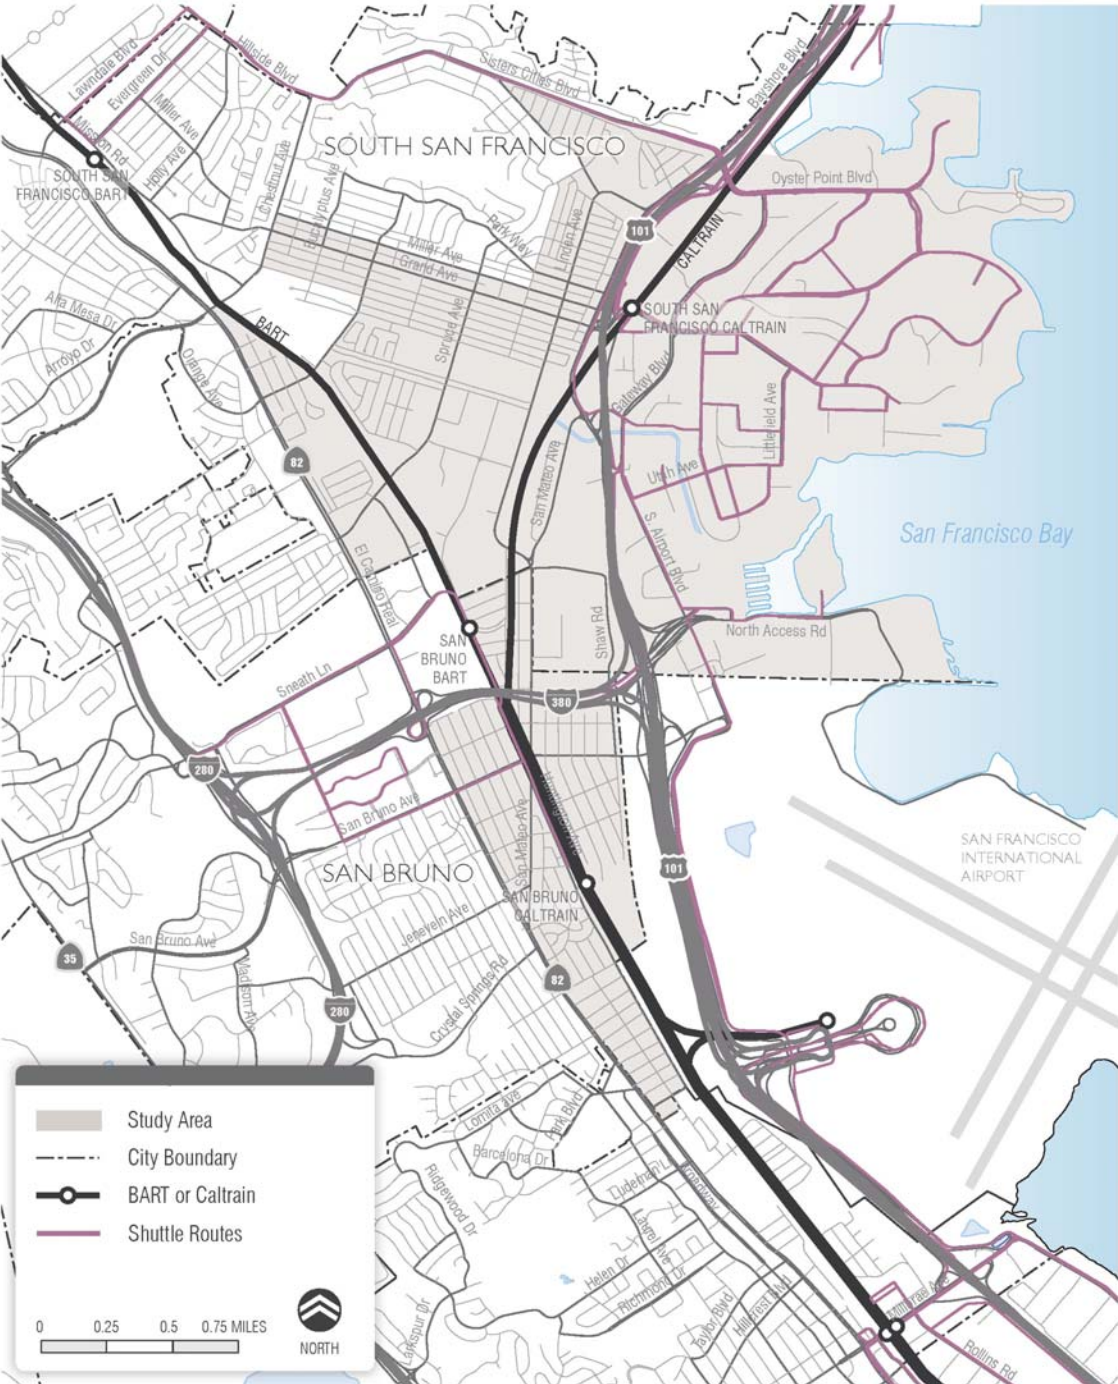 Lawndale Blvd
Evergreen Dr
Hillside Blvd
Sisters Cities Blvd
Bayshore Blvd
Miller Ave
Mission Rd
Holly Ave
Chestnut Ave
Eucalyptus Ave
SOUTH SAN FRANCISCO
SOUTH SAN
FRANCISCO BART
Oyster Point Blvd
Park Way
Linden Ave
101
CALTRAIN
Miller Ave
Grand Ave
Alta Mesa Dr
Arroyo Dr
BART
Spruce Ave
SOUTH SAN
FRANCISCO CALTRAIN
Orange Ave
Gateway Blvd
Littlefield Ave
82
San Mateo Ave
Utah Ave
S. Airport Blvd
San Francisco Bay
El Camino Real
Shaw Rd
North Access Rd
SAN
BRUNO
BART
Sneath Ln
380
280
San Bruno Ave
San Mateo Ave
Huntington Ave
SAN FRANCISCO
INTERNATIONAL
AIRPORT
101
SAN BRUNO
SAN BRUNO
CALTRAIN
Jenevein Ave
San Bruno Ave
35
Madison Ave
Crystal Springs Rd
82
280
Lomita Ave
Park Blvd
Barcelona Dr
Ridgewood Dr
Ludeman L
Broadway
Laurel Ave
Helen Dr
Richmond Dr
Taylor Blvd
Hillcrest Blvd
Larkspur Dr
Millbrae Ave
Rollins Rd
Study Area
City Boundary
BART or Caltrain
Shuttle Routes
0 0.25 0.5 0.75 MILES
NORTH